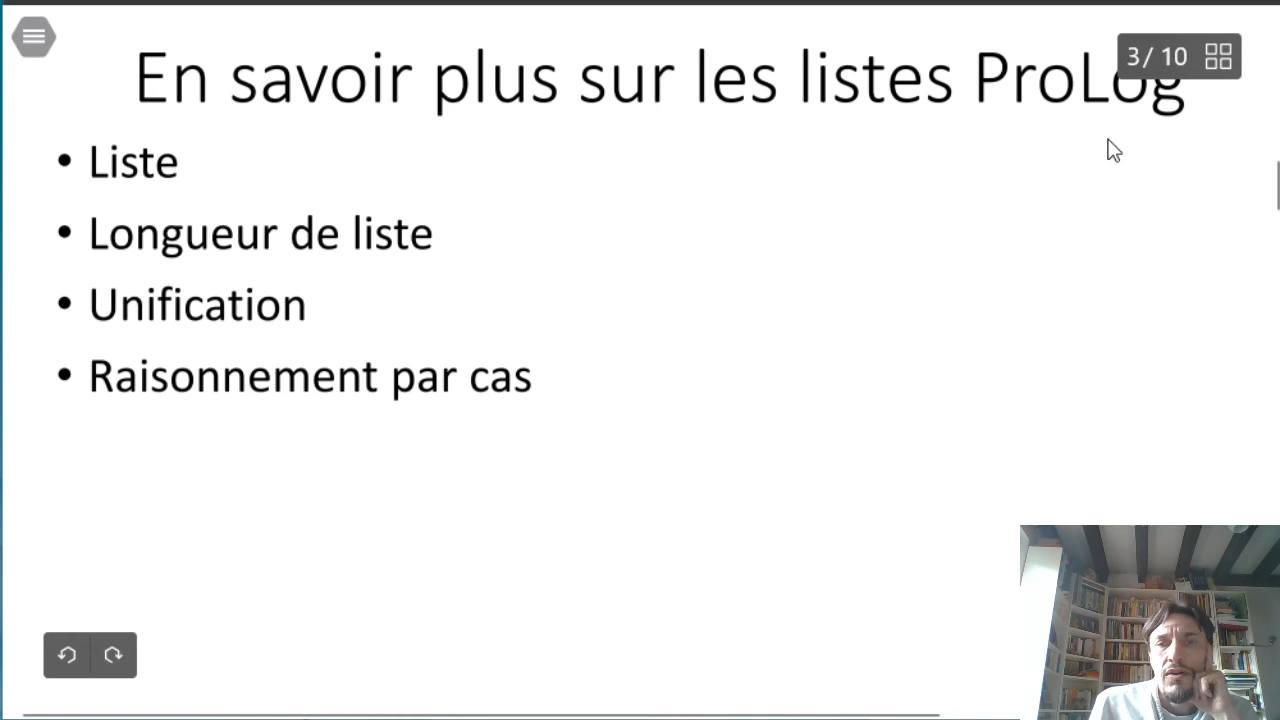 En savoir plus sur les listes ProLog
3/ 10
• Liste
• Longueur de liste
• Unification
• Raisonnement par cas